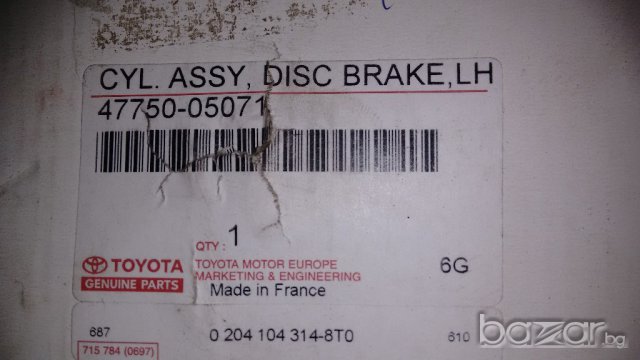 CYL. ASSY, DISC BRAKE,LH
47750-05071
QTY : 1
TOYOTA
GENUINE PARTS
TOYOTA MOTOR EUROPE
MARKETING & ENGINEERING
6G
Made in France
687
0 204 104 314-8T0
610
715 784 (0697)
bazar.bg